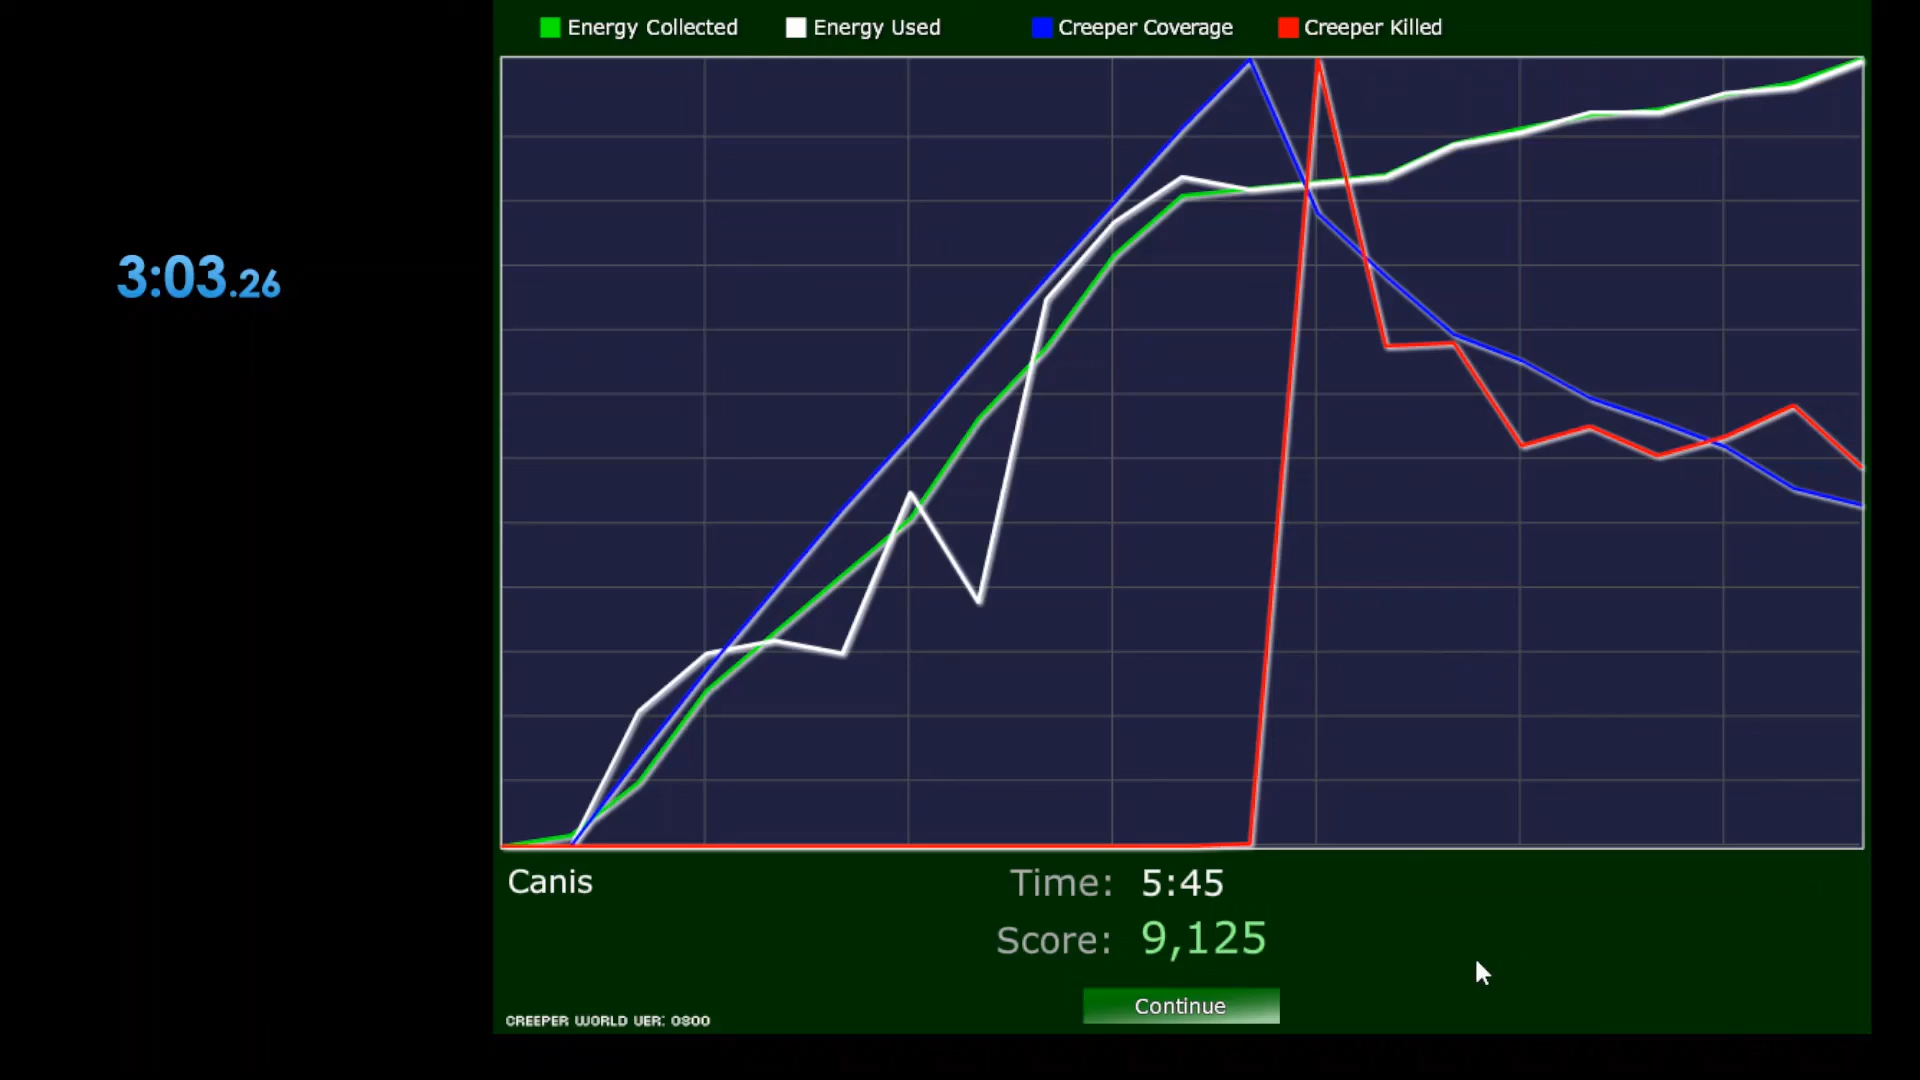 Energy Collected Energy Used Creeper Coverage Creeper Killed
3:03.26
Canis Time: 5:45
Score: 9,125
Continue
CREEPER WORLD VER: 0800